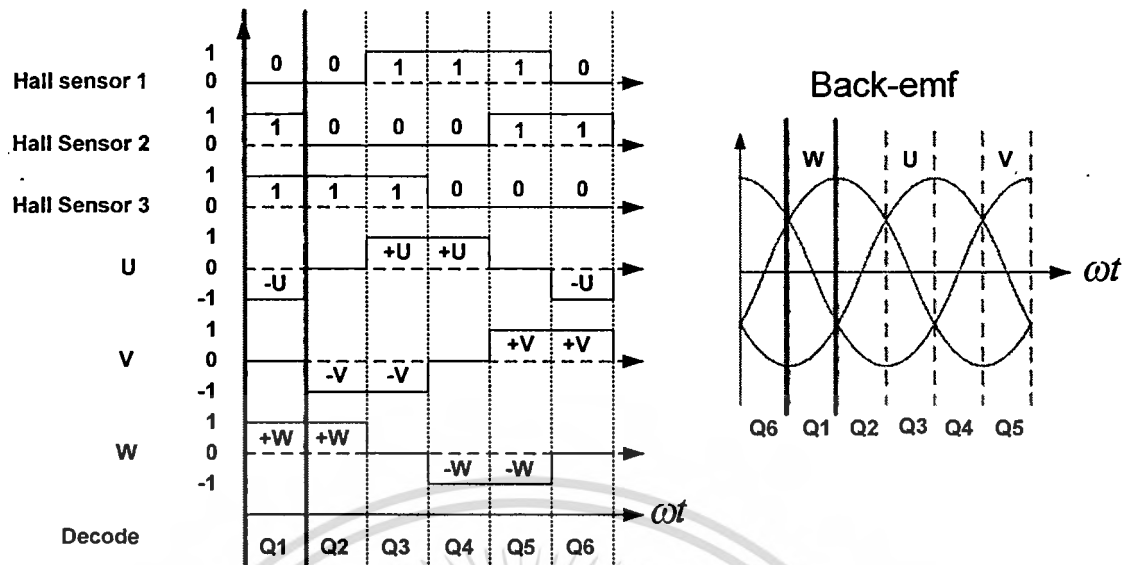 1
Hall sensor 1
0
0 0 1 1 1 0
1
Hall Sensor 2
0
1 0 0 0 1 1
1
Hall Sensor 3
0
1 1 1 0 0 0
1
U
0
-1
-U +U +U -U
1
V
0
-1
-V -V +V +V
1
W
0
-1
+W +W -W -W
ωt
Decode
Q1 Q2 Q3 Q4 Q5 Q6
Back-emf
W U V
ωt
Q6 Q1 Q2 Q3 Q4 Q5